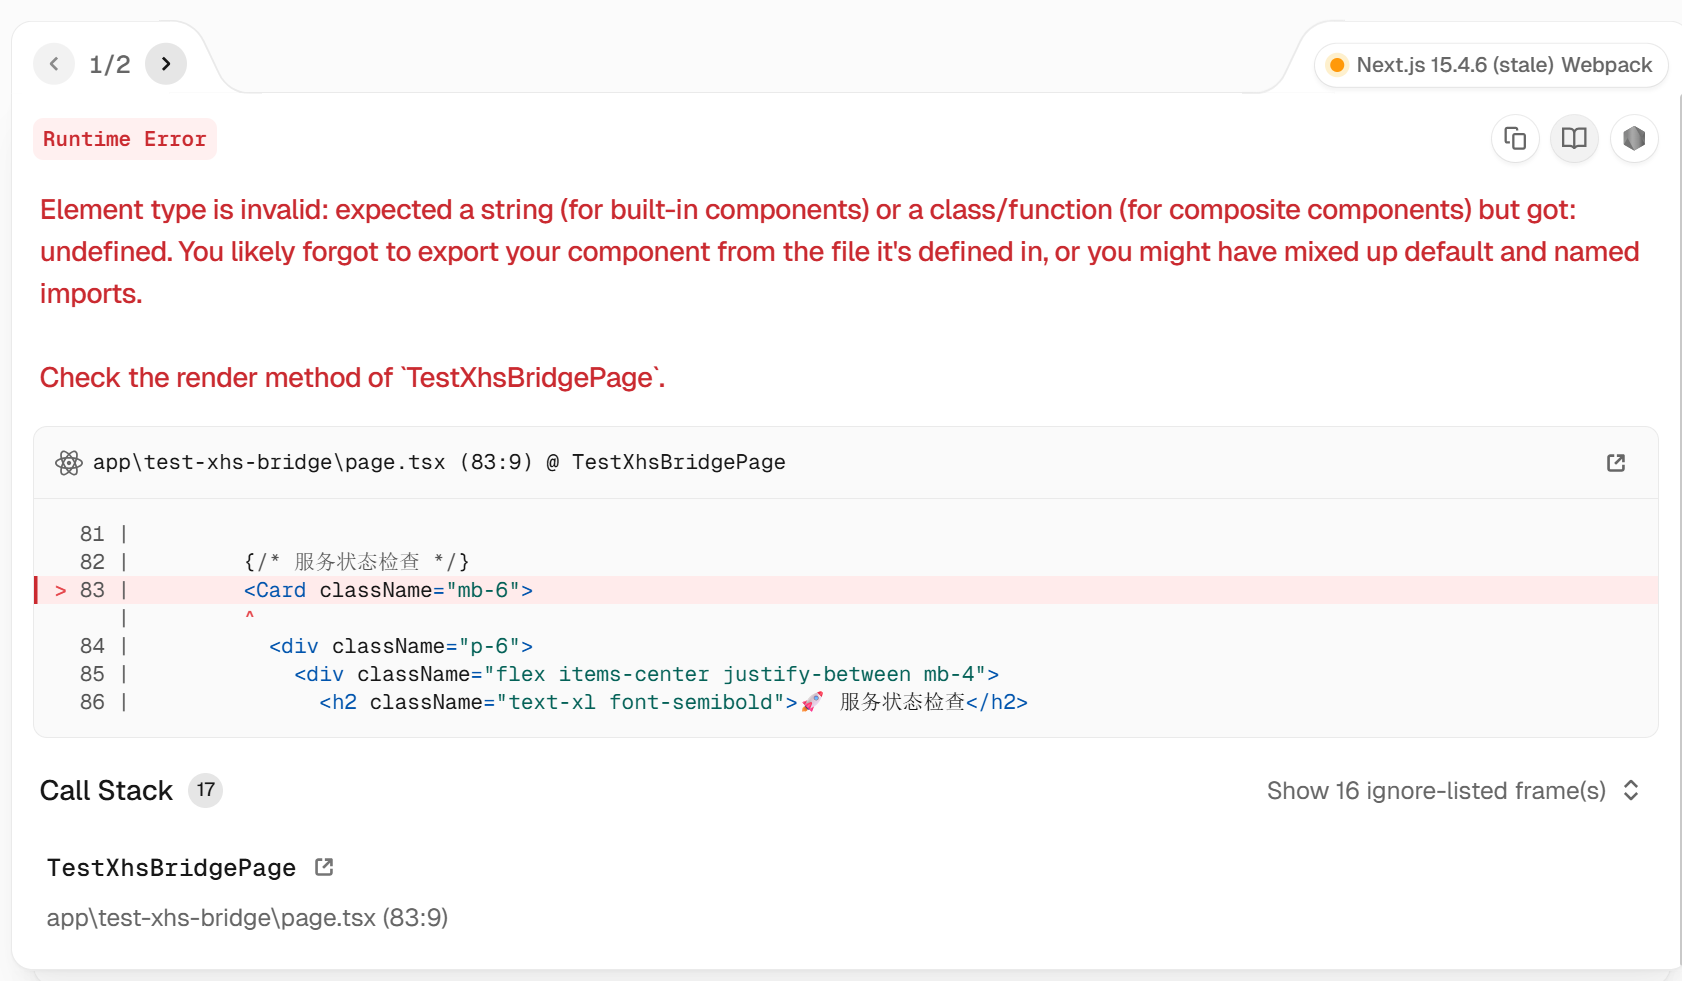 1/2
Next.js 15.4.6 (stale) Webpack
Runtime Error
Element type is invalid: expected a string (for built-in components) or a class/function (for composite components) but got:
undefined. You likely forgot to export your component from the file it's defined in, or you might have mixed up default and named
imports.
Check the render method of `TestXhsBridgePage`.
app\test-xhs-bridge\page.tsx (83:9) @ TestXhsBridgePage
81 |
82 |         {/* 服务状态检查 */}
> 83 |         <Card className="mb-6">
|         ^
84 |           <div className="p-6">
85 |             <div className="flex items-center justify-between mb-4">
86 |               <h2 className="text-xl font-semibold">🚀 服务状态检查</h2>
Call Stack 17
Show 16 ignore-listed frame(s)
TestXhsBridgePage
app\test-xhs-bridge\page.tsx (83:9)